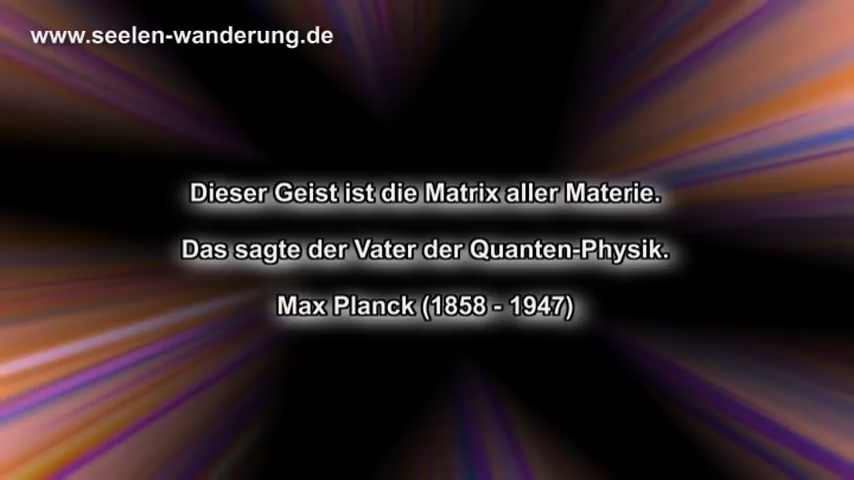 www.seelen-wanderung.de
Dieser Geist ist die Matrix aller Materie.
Das sagte der Vater der Quanten-Physik.
Max Planck (1858 - 1947)